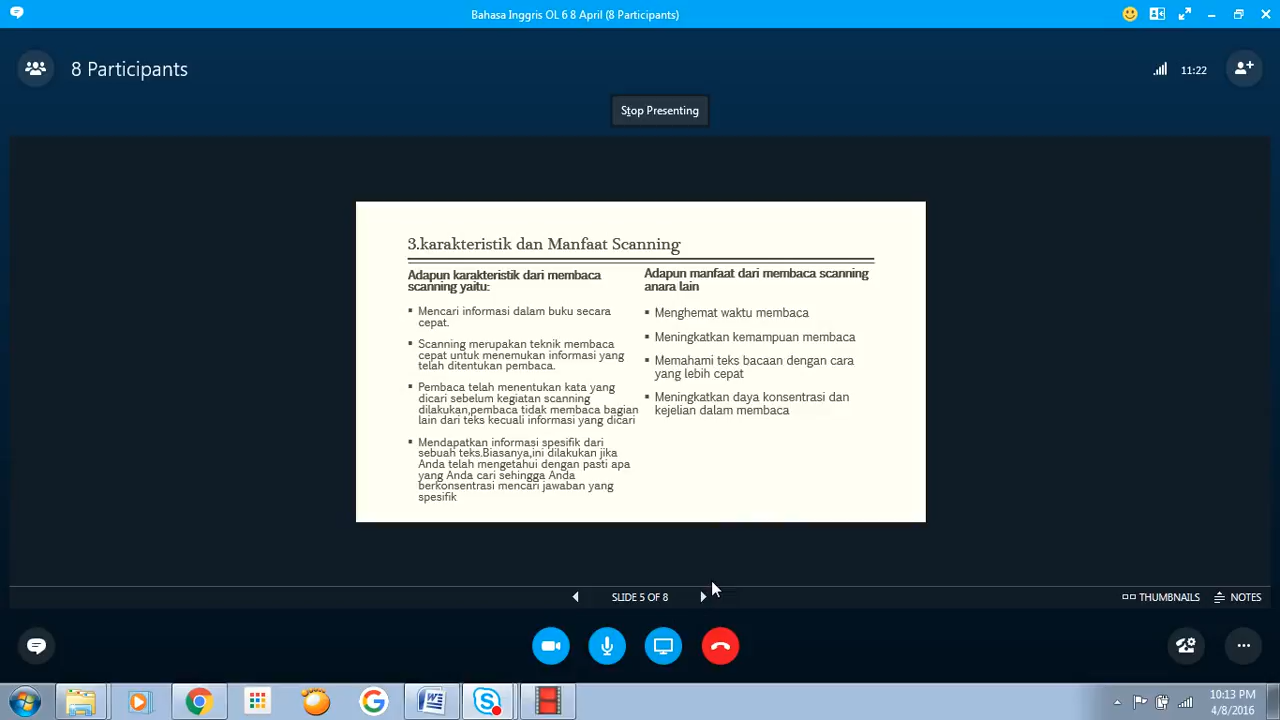 Bahasa Inggris OL 6 8 April (8 Participants)
8 Participants
11:22
Stop Presenting
3.karakteristik dan Manfaat Scanning
Adapun karakteristik dari membaca
scanning yaitu:
▪ Mencari informasi dalam buku secara
cepat.
▪ Scanning merupakan teknik membaca
cepat untuk menemukan informasi yang
telah ditentukan pembaca.
▪ Pembaca telah menentukan kata yang
dicari sebelum kegiatan scanning
dilakukan,pembaca tidak membaca bagian
lain dari teks kecuali informasi yang dicari
▪ Mendapatkan informasi spesifik dari
sebuah teks.Biasanya,ini dilakukan jika
Anda telah mengetahui dengan pasti apa
yang Anda cari sehingga Anda
berkonsentrasi mencari jawaban yang
spesifik
Adapun manfaat dari membaca scanning
anara lain
▪ Menghemat waktu membaca
▪ Meningkatkan kemampuan membaca
▪ Memahami teks bacaan dengan cara
yang lebih cepat
▪ Meningkatkan daya konsentrasi dan
kejelian dalam membaca
SLIDE 5 OF 8
THUMBNAILS
NOTES
10:13 PM
4/8/2016